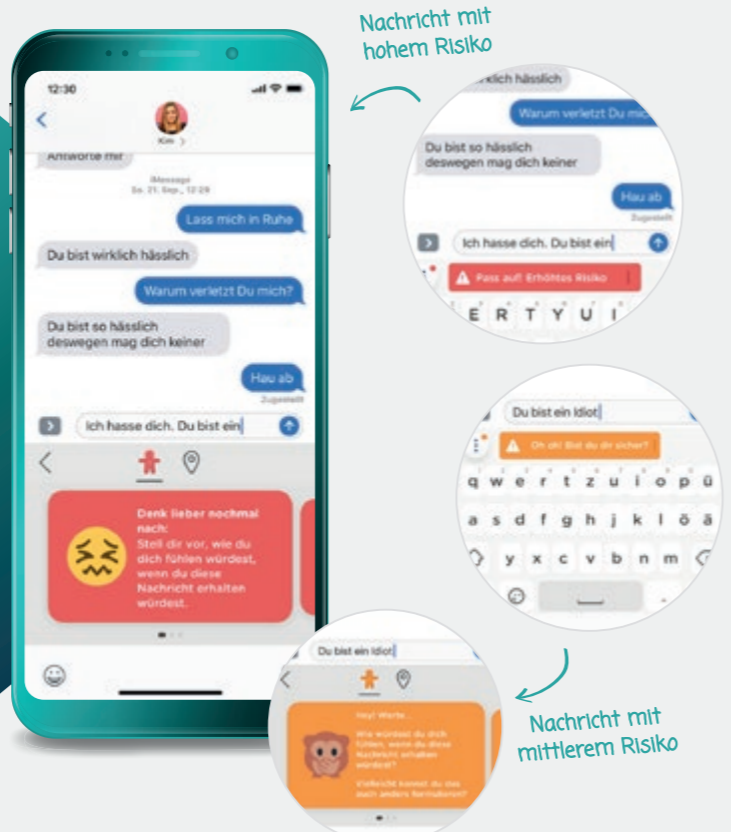 Nachricht mit
hohem Risiko
12:30
Kim >
Antworte mir
iMessage
So. 21. Sep., 12:29
Lass mich in Ruhe
Du bist wirklich hässlich
Warum verletzt Du mich?
Du bist so hässlich
deswegen mag dich keiner
Hau ab
Zugestellt
Ich hasse dich. Du bist ein
Denk lieber nochmal
nach:
Stell dir vor, wie du
dich fühlen würdest,
wenn du diese
Nachricht erhalten
würdest.
klich hässlich
Warum verletzt Du mic
Du bist so hässlich
deswegen mag dich keiner
Hau ab
Zugestellt
Ich hasse dich. Du bist ein
Pass auf! Erhöhtes Risiko
E R T Y U I
Du bist ein Idiot
Oh oh! Bist du dir sicher?
q w e r t z u i o p ü
a s d f g h j k l ö ä
y x c v b n m
Du bist ein Idiot
Hey! Warte...
Wie würdest du dich
fühlen, wenn du diese
Nachricht erhalten
würdest?
Vielleicht kannst du das
auch anders formulieren?
Nachricht mit
mittlerem Risiko